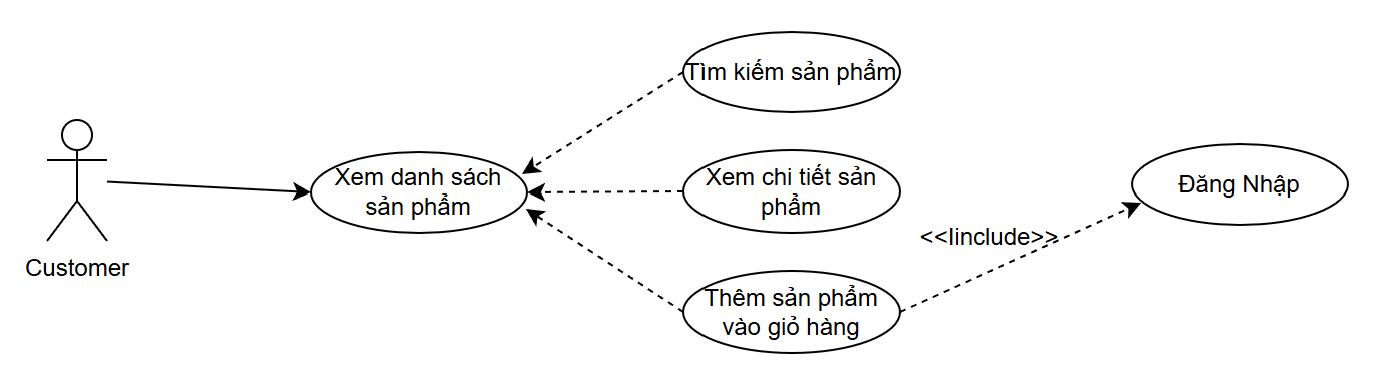 Tìm kiếm sản phẩm
Xem danh sách
sản phẩm
Xem chi tiết sản
phẩm
Đăng Nhập
<<Iinclude>>
Customer
Thêm sản phẩm
vào giỏ hàng